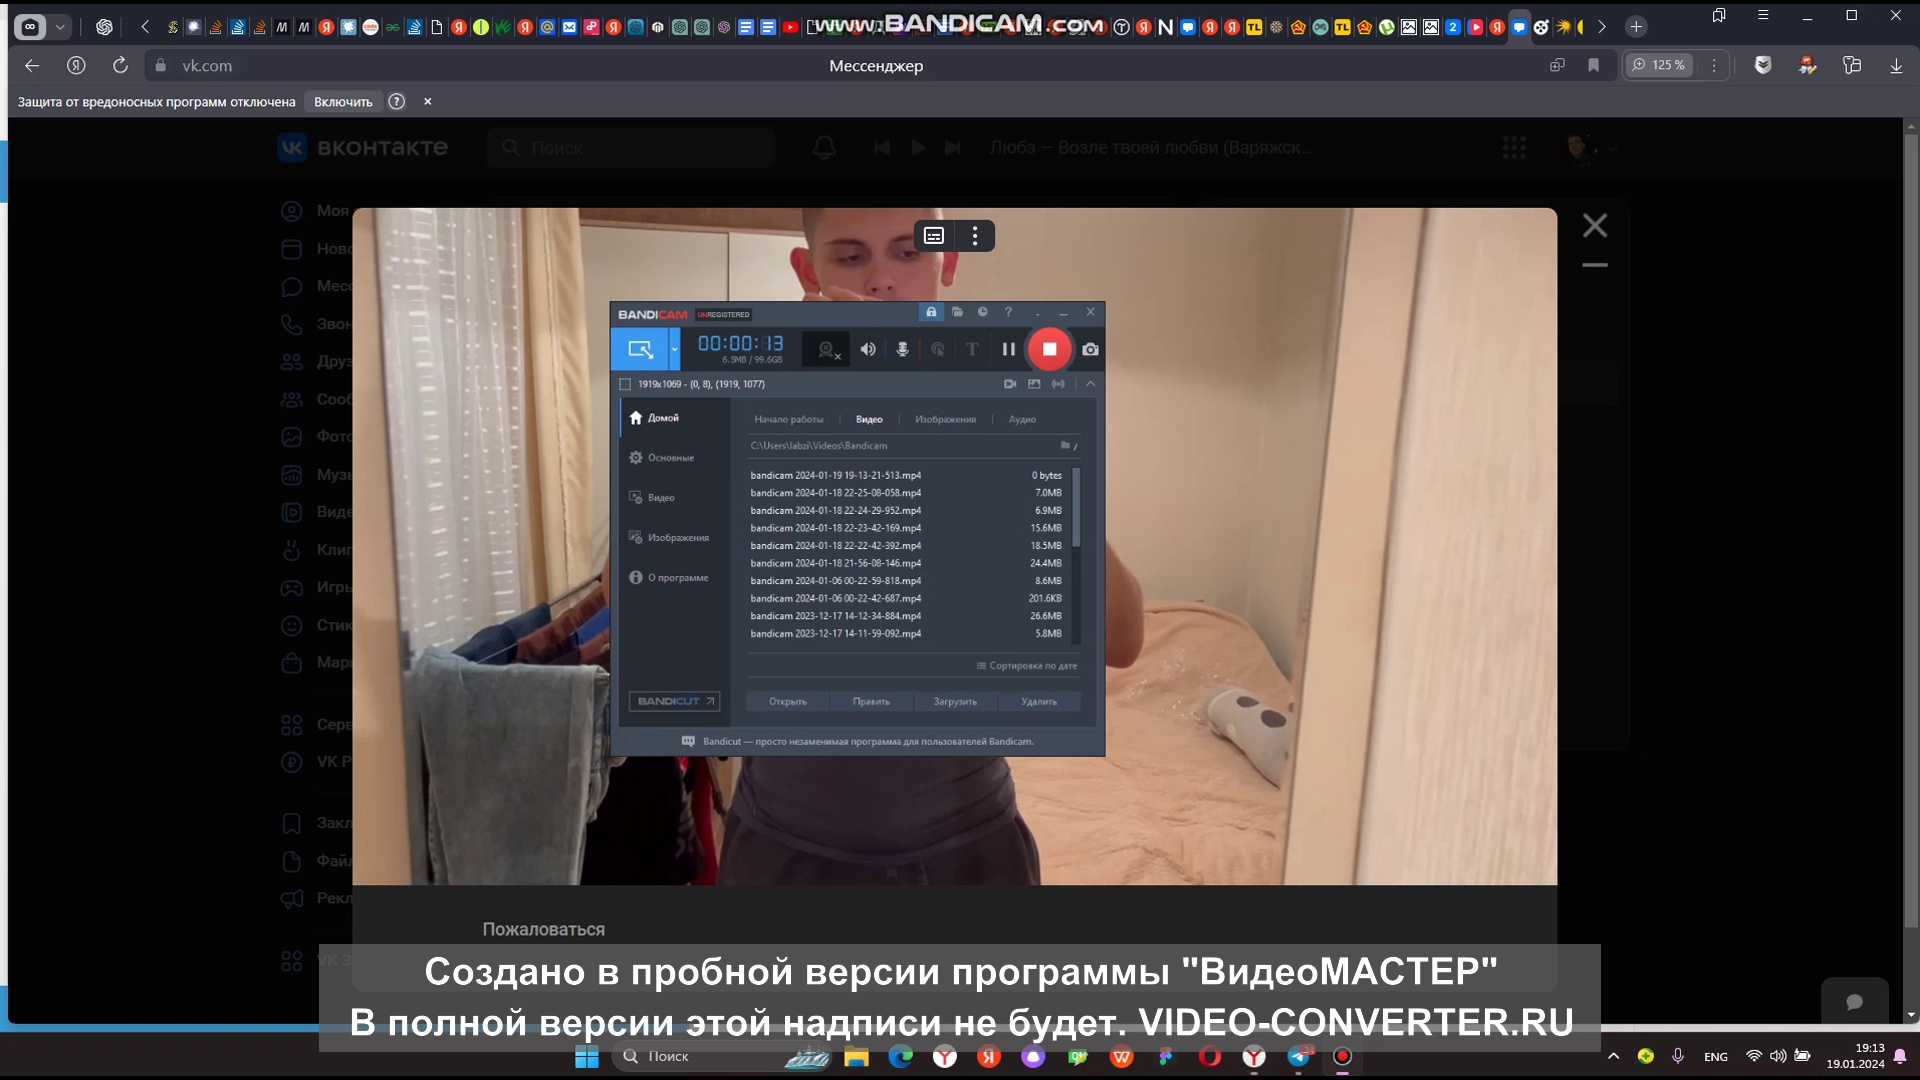 www.BANDICAM.com
vk.com
Мессенджер
125 %
Защит от вредоносных программ отключена
Включить
вконтакте
Поиск
Любэ — Возле твоей любви (Варяжск...
Моя
Ново
Месс
Звон
Друз
Сооб
Фото
Музы
Виде
Клип
Игры
Стик
Марк
Серв
VK P
Закл
Файл
Рекл
BANDICAM UNREGISTERED
00:00:13
6.5MB / 99.6GB
1919x1069 - (0, 8), (1919, 1077)
Домой
Основные
Видео
Изображения
О программе
BANDICUT
Начало работы
Видео
Изображения
Аудио
C:\Users\labzi\Videos\Bandicam
bandicam 2024-01-19 19-13-21-513.mp4 0 bytes
bandicam 2024-01-18 22-25-08-058.mp4 7.0MB
bandicam 2024-01-18 22-24-29-952.mp4 6.9MB
bandicam 2024-01-18 22-23-42-169.mp4 15.6MB
bandicam 2024-01-18 22-22-42-392.mp4 18.5MB
bandicam 2024-01-18 21-56-08-146.mp4 24.4MB
bandicam 2024-01-06 00-22-59-818.mp4 8.6MB
bandicam 2024-01-06 00-22-42-687.mp4 201.6KB
bandicam 2023-12-17 14-12-34-884.mp4 26.6MB
bandicam 2023-12-17 14-11-59-092.mp4 5.8MB
Сортировка по дате
Открыть
Править
Загрузить
Удалить
Bandicut — просто незаменимая программа для пользователей Bandicam.
Пожаловаться
Создано в пробной версии программы "ВидеоМАСТЕР"
В полной версии этой надписи не будет. VIDEO-CONVERTER.RU
Поиск
ENG
19:13
19.01.2024